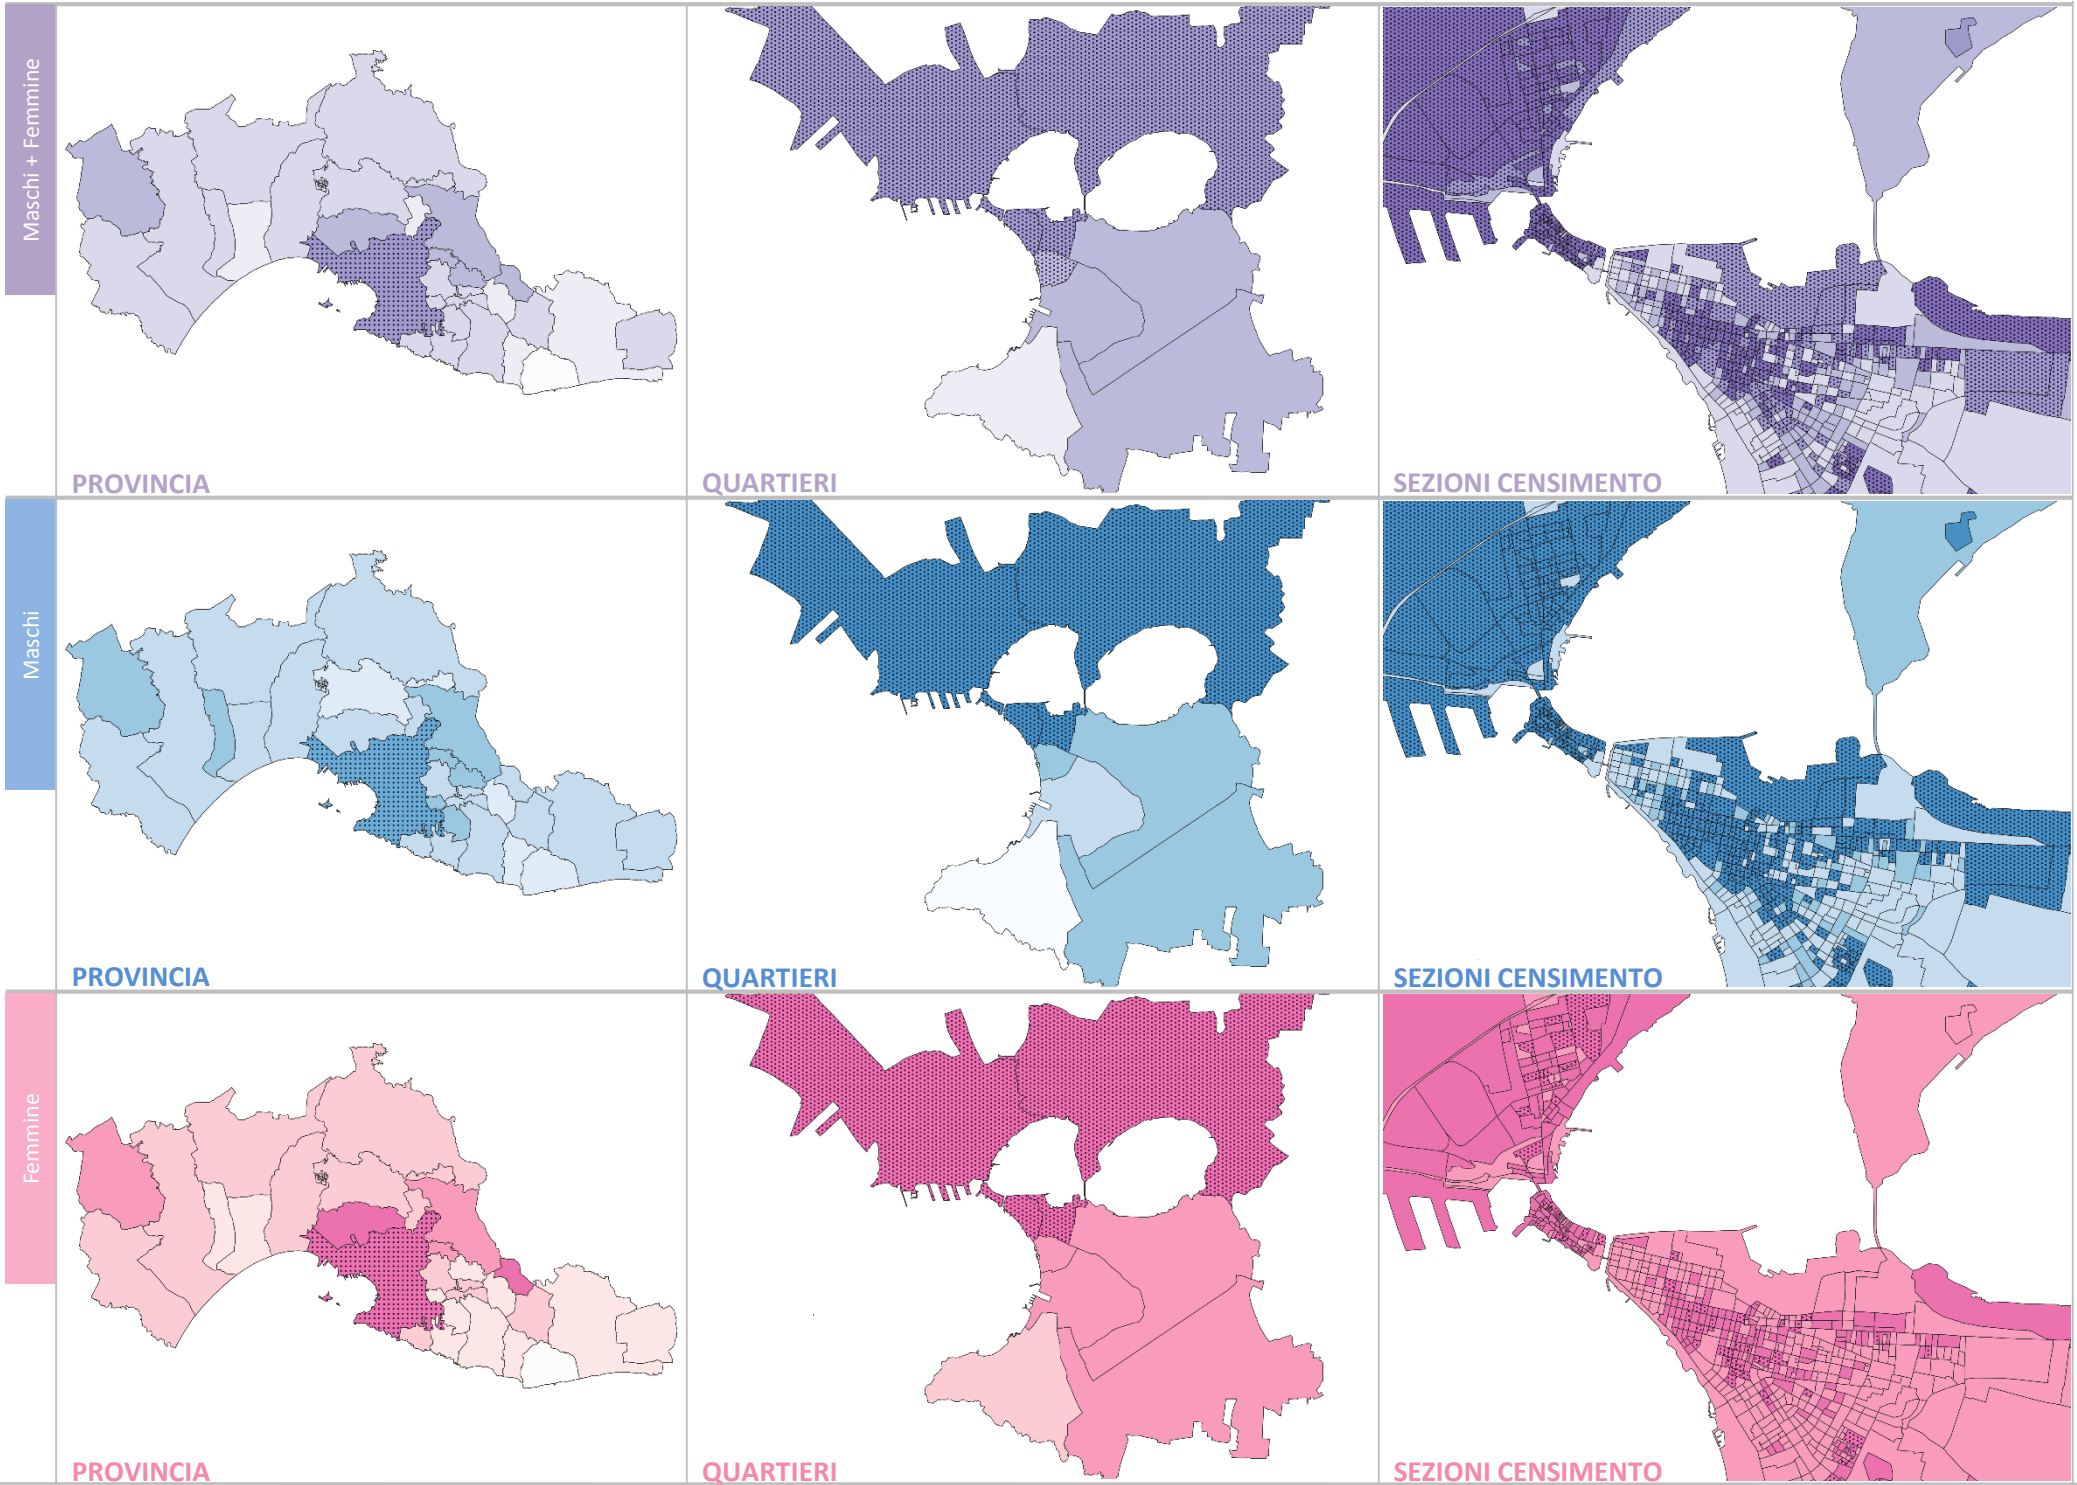 Maschi + Femmine
PROVINCIA
QUARTIERI
SEZIONI CENSIMENTO
Maschi
PROVINCIA
QUARTIERI
SEZIONI CENSIMENTO
Femmine
PROVINCIA
QUARTIERI
SEZIONI CENSIMENTO